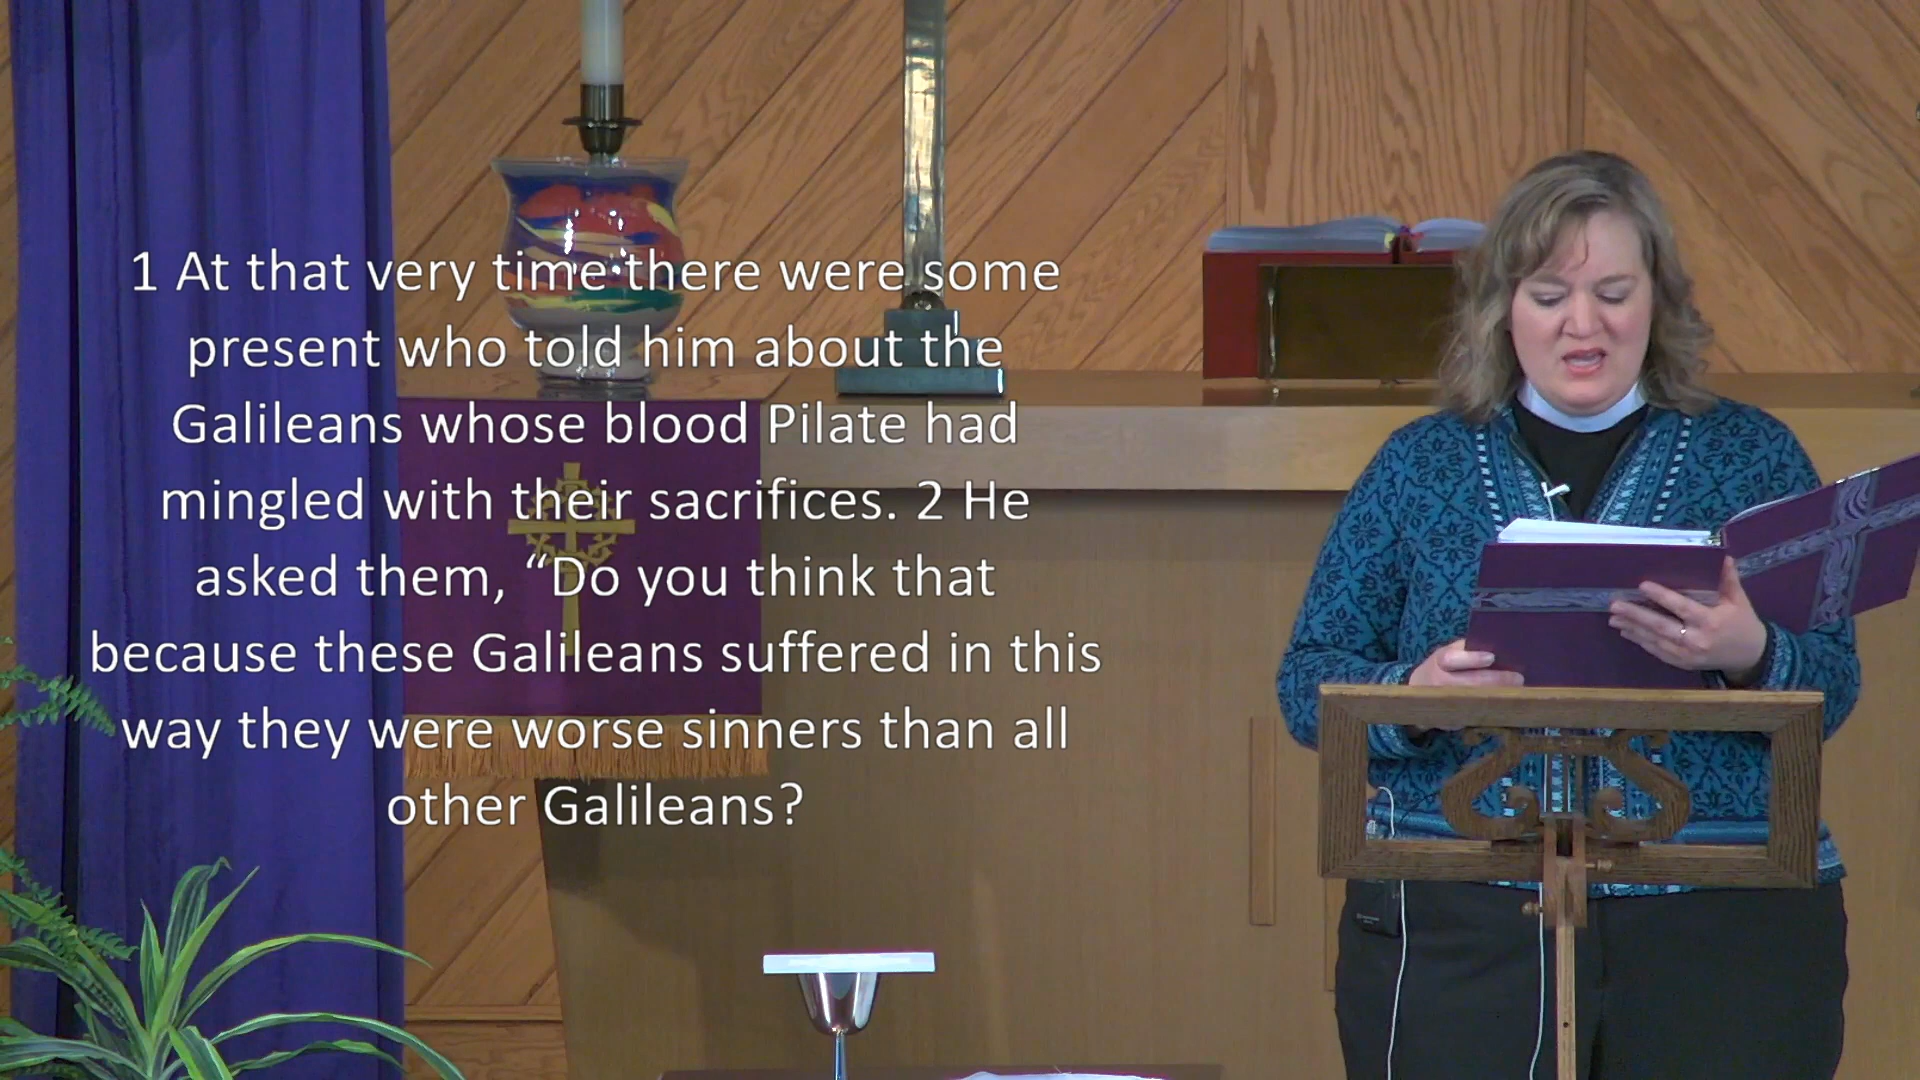 1 At that very time there were some
present who told him about the
Galileans whose blood Pilate had
mingled with their sacrifices. 2 He
asked them, “Do you think that
because these Galileans suffered in this
way they were worse sinners than all
other Galileans?